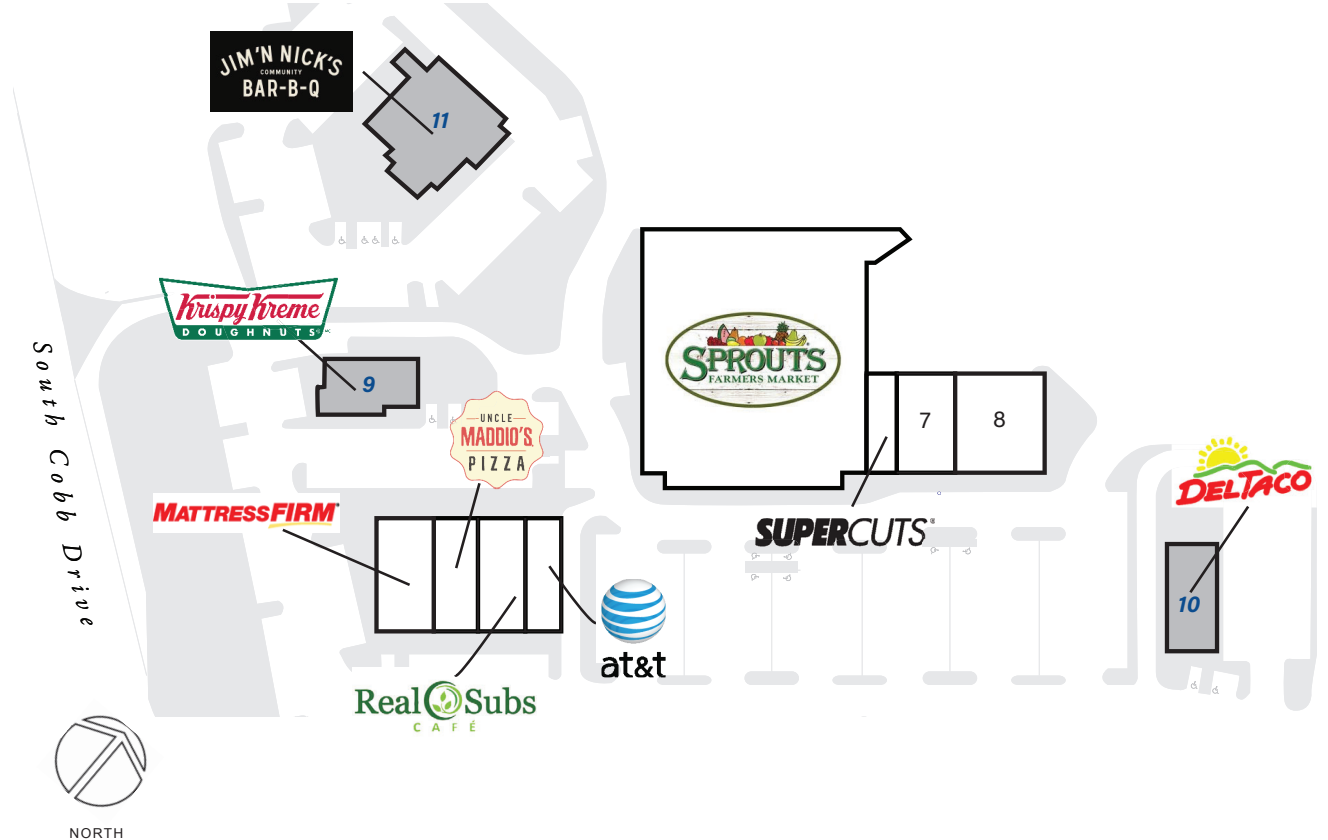 JIM'N NICK'S
COMMUNITY
BAR-B-Q
11
Krispy Kreme
DOUGHNUTS
9
UNCLE
MADDIO'S
PIZZA
SPROUTS
FARMERS MARKET
7
8
DEL TACO
MATTRESSFIRM
SUPERCUTS®
10
at&t
Real Subs
CAFÉ
South Cobb Drive
NORTH